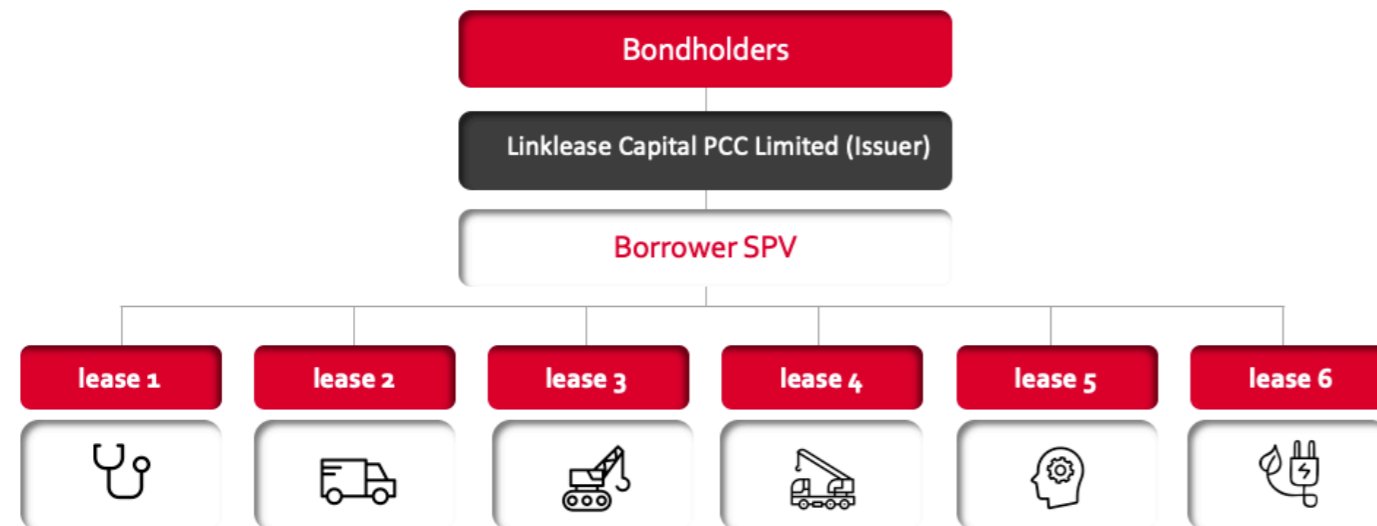 Bondholders
Linklease Capital PCC Limited (Issuer)
Borrower SPV
lease 1
lease 2
lease 3
lease 4
lease 5
lease 6